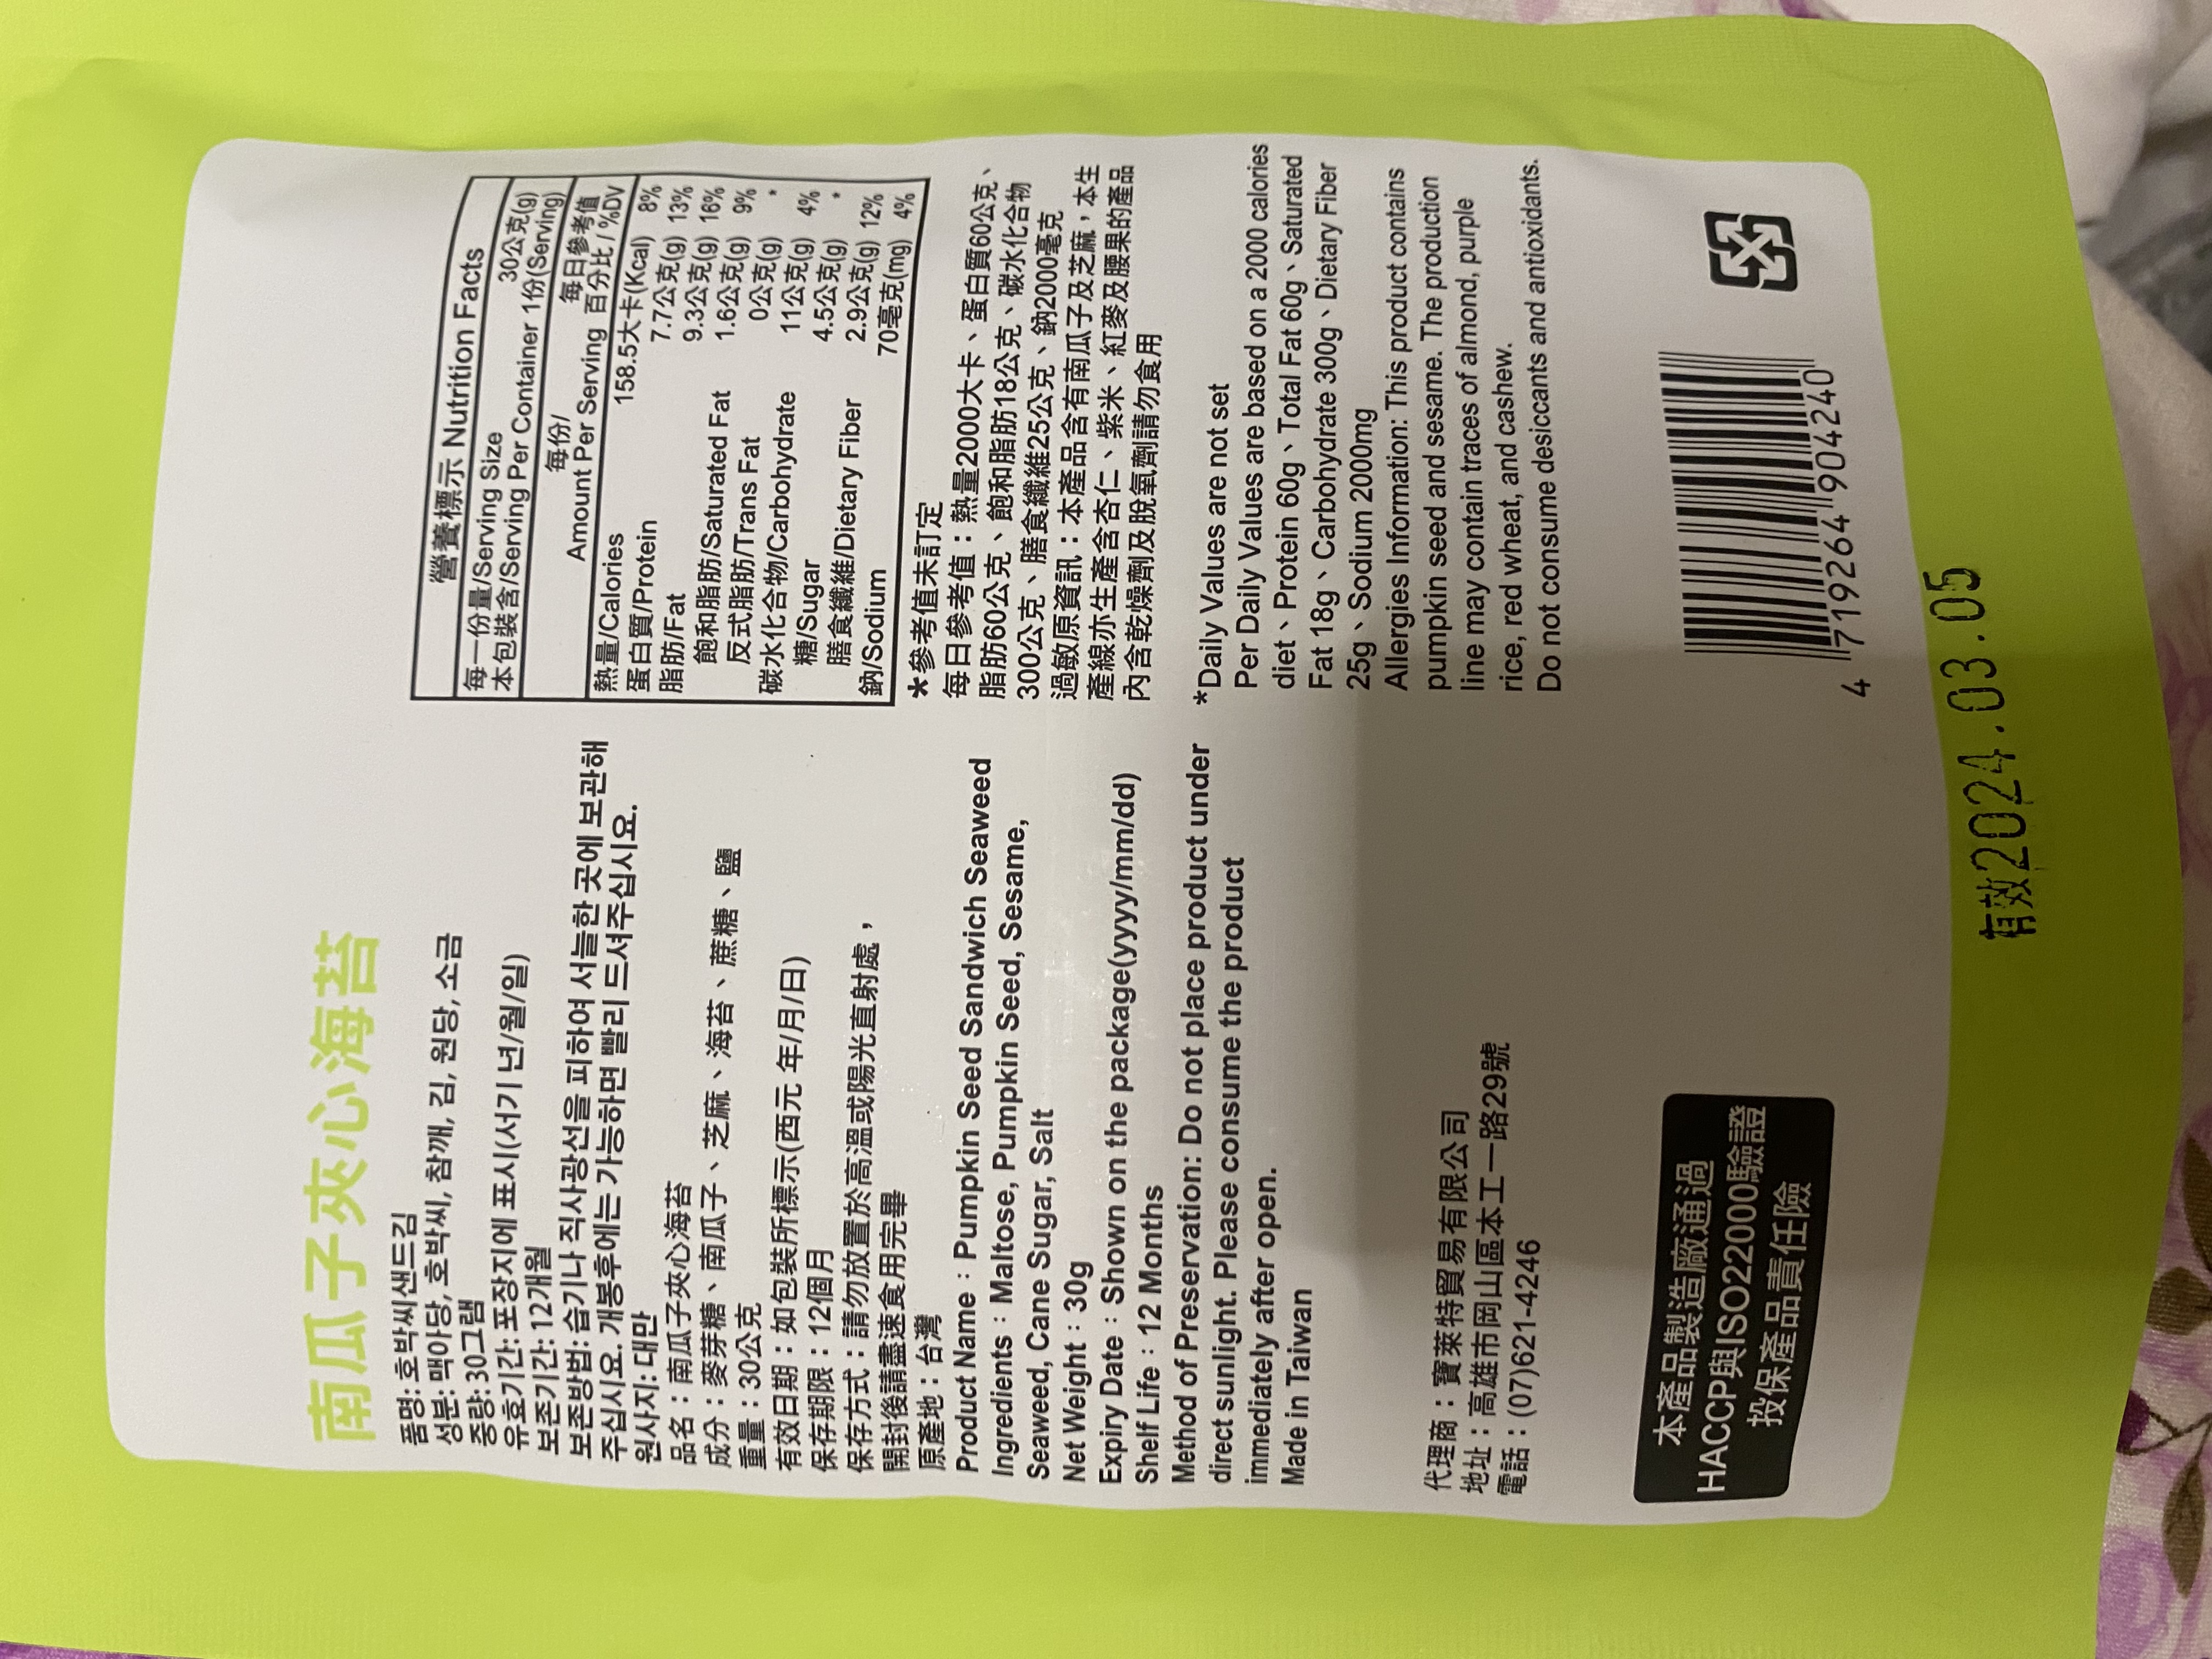 南瓜子夾心海苔
품명:호박씨샌드김
성분: 맥아당, 호박씨, 참깨, 김, 원당, 소금
중량:30그램
유효기간: 포장지에 표시(서기 년/월/일)
보존기간: 12개월
보존방법: 습기나 직사광선을 피하여 서늘한 곳에 보관해
주십시요. 개봉후에는 가능하면 빨리 드셔주십시요.
원사지: 대만
品名：南瓜子夾心海苔
成分：麥芽糖、南瓜子、芝麻、海苔、蔗糖、鹽
重量：30公克
有效日期：如包裝所標示(西元 年/月/日)
保存期限：12個月
保存方式：請勿放置於高溫或陽光直射處，
開封後請盡速食用完畢
原產地：台灣
Product Name：Pumpkin Seed Sandwich Seaweed
Ingredients：Maltose, Pumpkin Seed, Sesame,
Seaweed, Cane Sugar, Salt
Net Weight：30g
Expiry Date：Shown on the package(yyyy/mm/dd)
Shelf Life：12 Months
Method of Preservation: Do not place product under
direct sunlight. Please consume the product
immediately after open.
Made in Taiwan
代理商：寶萊特貿易有限公司
地址：高雄市岡山區本工一路29號
電話：(07)621-4246
本產品製造廠通過
HACCP與ISO22000驗證
投保產品責任險
營養標示 Nutrition Facts
每一份量/Serving Size 30公克(g)
本包裝含/Serving Per Container 1份(Serving)
每份/ 每日參考值
Amount Per Serving 百分比 / %DV
熱量/Calories 158.5大卡(Kcal) 8%
蛋白質/Protein 7.7公克(g) 13%
脂肪/Fat 9.3公克(g) 16%
飽和脂肪/Saturated Fat 1.6公克(g) 9%
反式脂肪/Trans Fat 0公克(g) *
碳水化合物/Carbohydrate 11公克(g) 4%
糖/Sugar 4.5公克(g) *
膳食纖維/Dietary Fiber 2.9公克(g) 12%
鈉/Sodium 70毫克(mg) 4%
*參考值未訂定
每日參考值：熱量2000大卡、蛋白質60公克、
脂肪60公克、飽和脂肪18公克、碳水化合物
300公克、膳食纖維25公克、鈉2000毫克
過敏原資訊：本產品含有南瓜子及芝麻，本生
產線亦生產含杏仁、紫米、紅麥及腰果的產品
內含乾燥劑及脫氧劑請勿食用
*Daily Values are not set
Per Daily Values are based on a 2000 calories
diet、Protein 60g、Total Fat 60g、Saturated
Fat 18g、Carbohydrate 300g、Dietary Fiber
25g、Sodium 2000mg
Allergies Information: This product contains
pumpkin seed and sesame. The production
line may contain traces of almond, purple
rice, red wheat, and cashew.
Do not consume desiccants and antioxidants.
4 719264 904240
有效2024.03.05